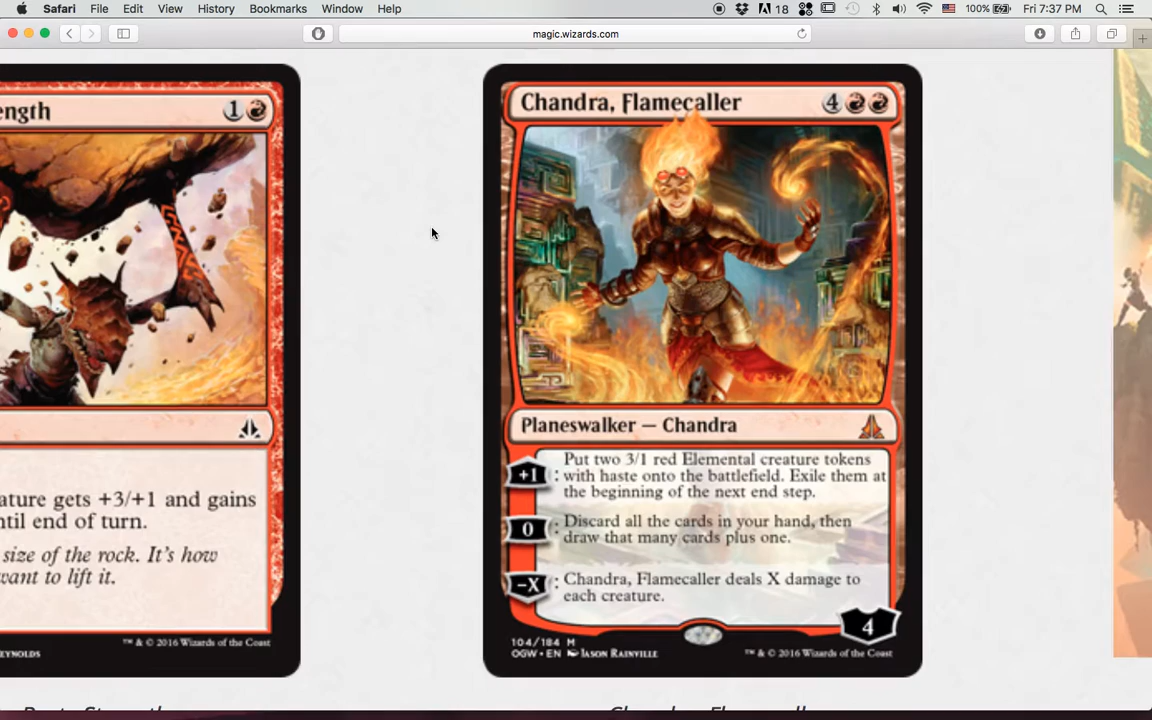 Safari File Edit View History Bookmarks Window Help 18 100% Fri 7:37 PM
magic.wizards.com
ength 1
ature gets +3/+1 and gains
ntil end of turn.
size of the rock. It's how
want to lift it.
™ & © 2016 Wizards of the Coast
EYNOLDS
Chandra, Flamecaller 4
Planeswalker — Chandra
+1 : Put two 3/1 red Elemental creature tokens
with haste onto the battlefield. Exile them at
the beginning of the next end step.
0 : Discard all the cards in your hand, then
draw that many cards plus one.
-X : Chandra, Flamecaller deals X damage to
each creature.
4
104/184 M
OGW • EN Jason Rainville ™ & © 2016 Wizards of the Coast